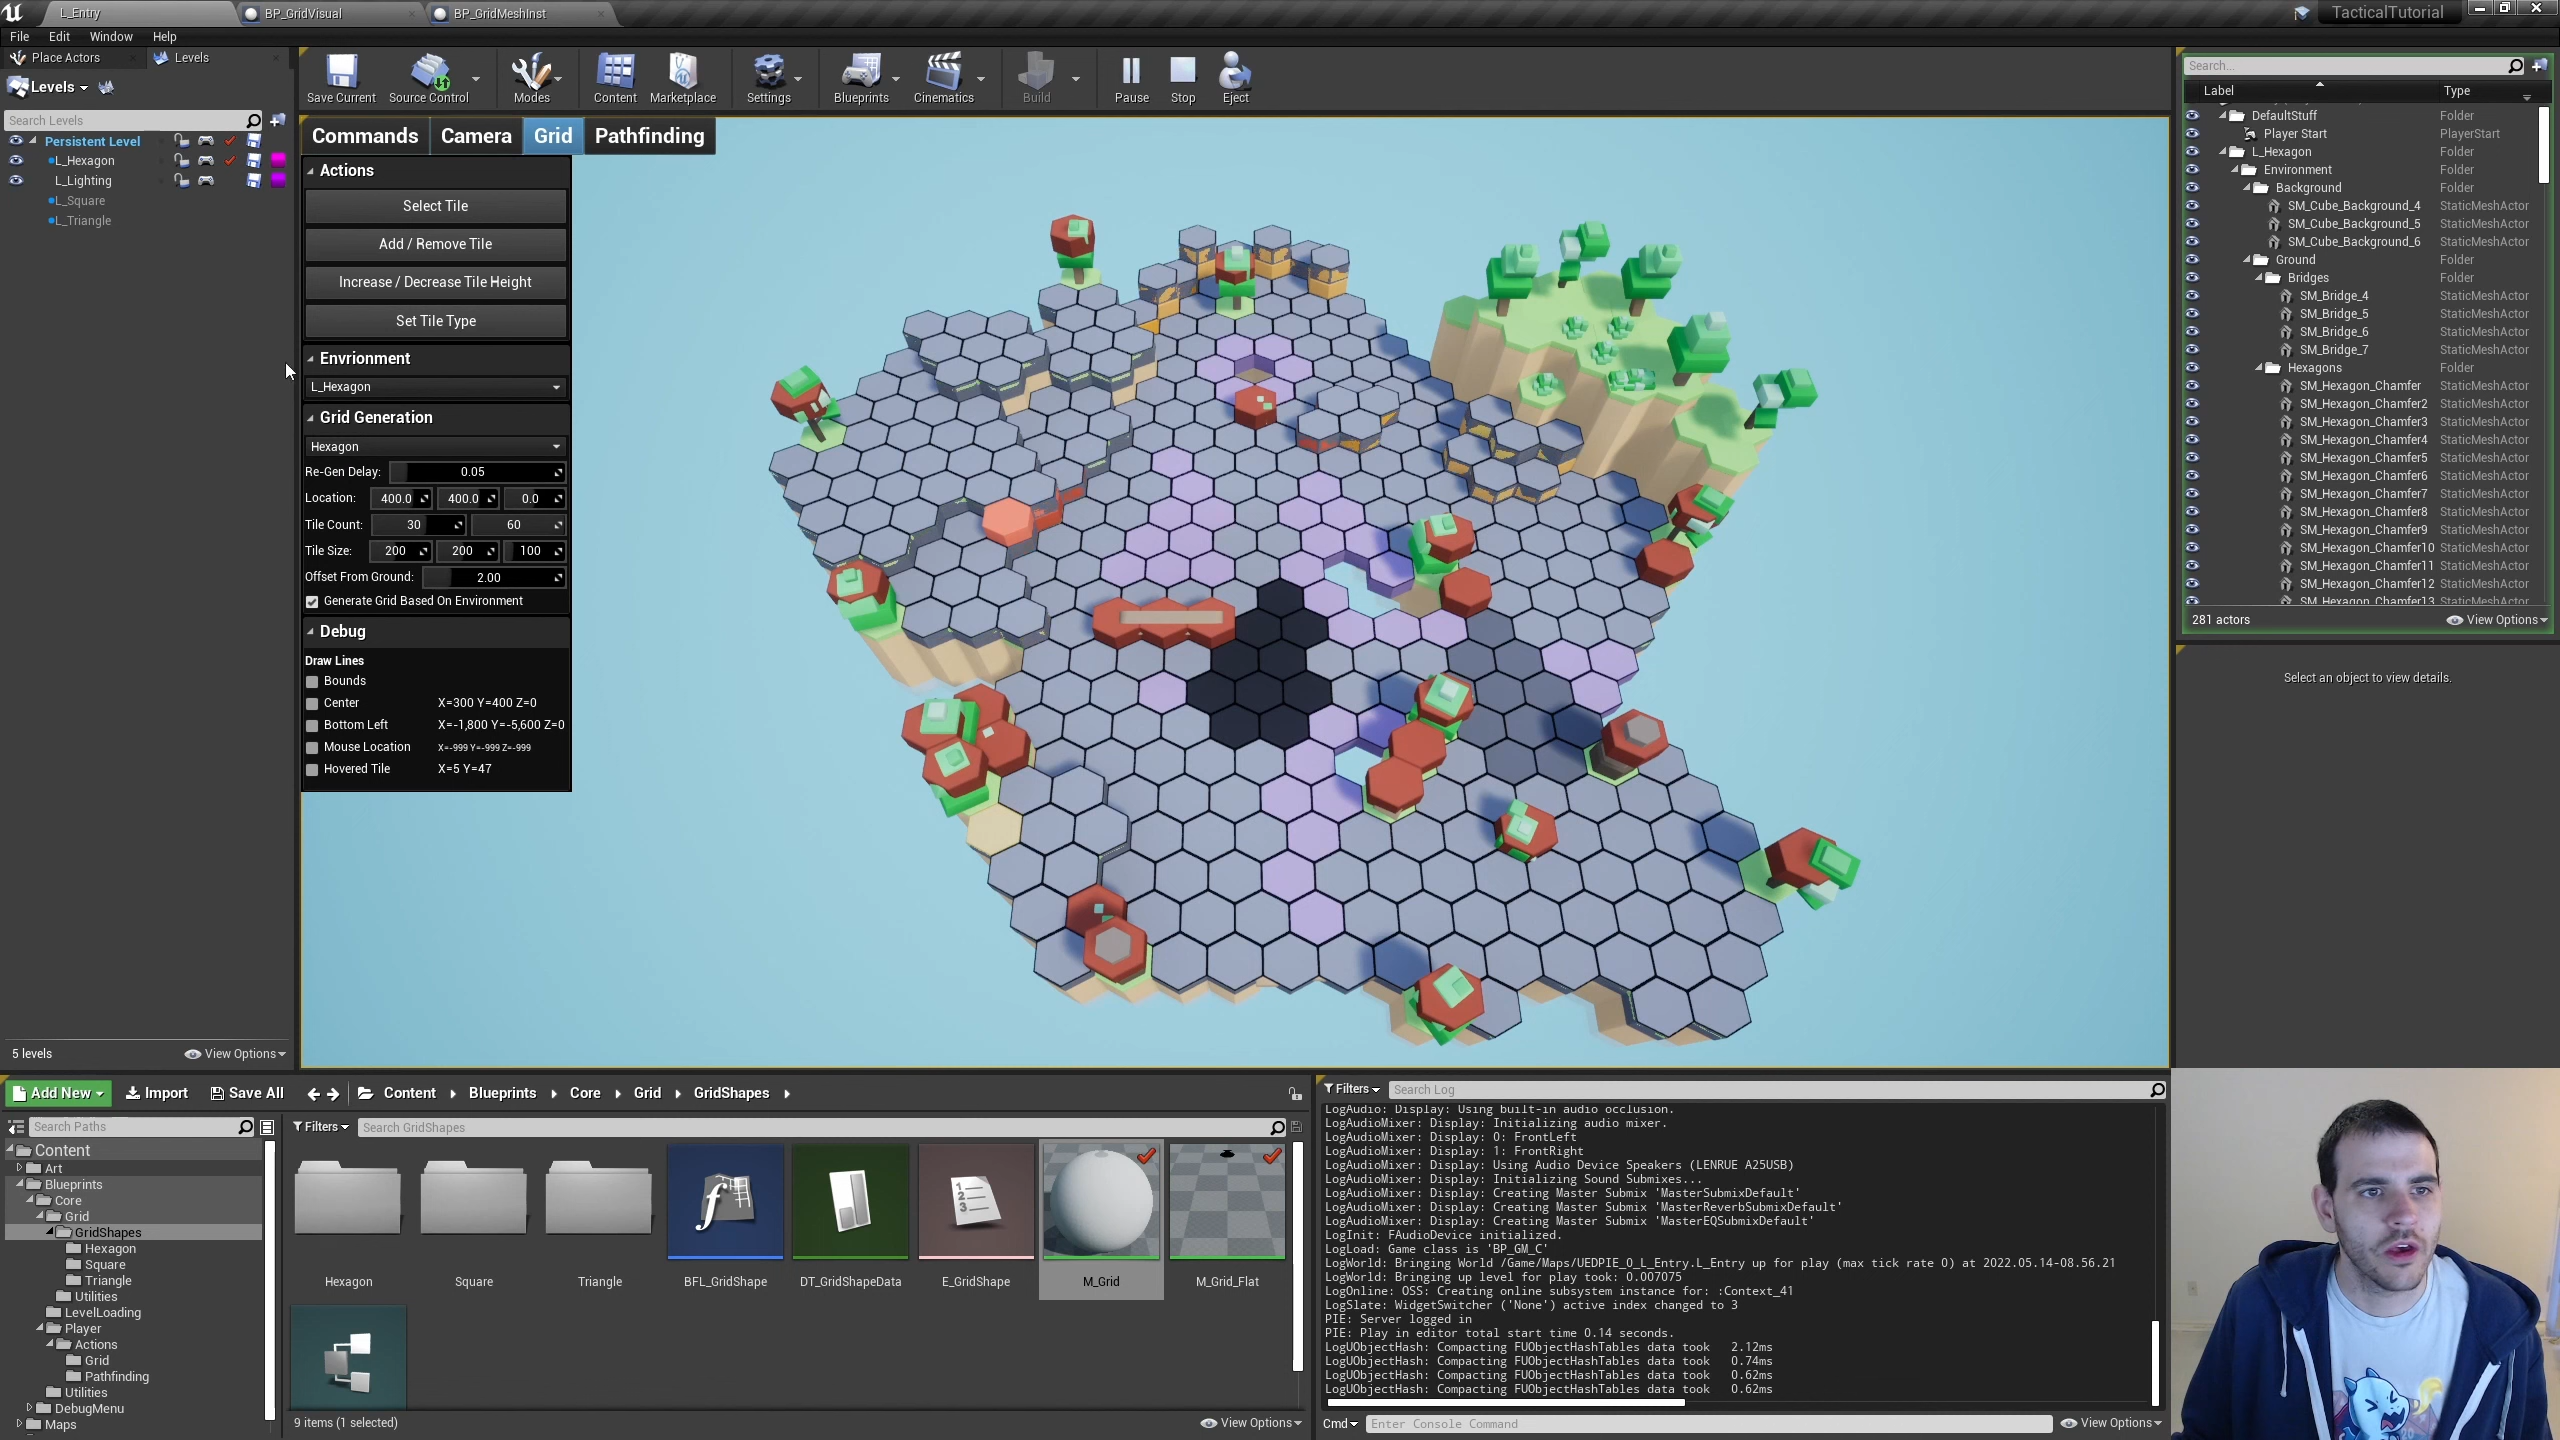 L_Entry
BP_GridVisual
BP_GridMeshInst
TacticalTutorial
File Edit Window Help
Place Actors
Levels
Levels
Search Levels
Persistent Level
L_Hexagon
L_Lighting
L_Square
L_Triangle
5 levels
View Options
Save Current
Source Control
Modes
Content
Marketplace
Settings
Blueprints
Cinematics
Build
Pause
Stop
Eject
Commands Camera Grid Pathfinding
Actions
Select Tile
Add / Remove Tile
Increase / Decrease Tile Height
Set Tile Type
Envrionment
L_Hexagon
Grid Generation
Hexagon
Re-Gen Delay: 0.05
Location: 400.0 400.0 0.0
Tile Count: 30 60
Tile Size: 200 200 100
Offset From Ground: 2.00
Generate Grid Based On Environment
Debug
Draw Lines
Bounds
Center X=300 Y=400 Z=0
Bottom Left X=-1,800 Y=-5,600 Z=0
Mouse Location X=-999 Y=-999 Z=-999
Hovered Tile X=5 Y=47
Search...
Label Type
DefaultStuff Folder
Player Start PlayerStart
L_Hexagon Folder
Environment Folder
Background Folder
SM_Cube_Background_4 StaticMeshActor
SM_Cube_Background_5 StaticMeshActor
SM_Cube_Background_6 StaticMeshActor
Ground Folder
Bridges Folder
SM_Bridge_4 StaticMeshActor
SM_Bridge_5 StaticMeshActor
SM_Bridge_6 StaticMeshActor
SM_Bridge_7 StaticMeshActor
Hexagons Folder
SM_Hexagon_Chamfer StaticMeshActor
SM_Hexagon_Chamfer2 StaticMeshActor
SM_Hexagon_Chamfer3 StaticMeshActor
SM_Hexagon_Chamfer4 StaticMeshActor
SM_Hexagon_Chamfer5 StaticMeshActor
SM_Hexagon_Chamfer6 StaticMeshActor
SM_Hexagon_Chamfer7 StaticMeshActor
SM_Hexagon_Chamfer8 StaticMeshActor
SM_Hexagon_Chamfer9 StaticMeshActor
SM_Hexagon_Chamfer10 StaticMeshActor
SM_Hexagon_Chamfer11 StaticMeshActor
SM_Hexagon_Chamfer12 StaticMeshActor
SM_Hexagon_Chamfer13 StaticMeshActor
281 actors
View Options
Select an object to view details.
Add New
Import
Save All
Content Blueprints Core Grid GridShapes
Search Paths
Content
Art
Blueprints
Core
Grid
GridShapes
Hexagon
Square
Triangle
Utilities
LevelLoading
Player
Actions
Grid
Pathfinding
Utilities
DebugMenu
Maps
Filters
Search GridShapes
Hexagon
Square
Triangle
BFL_GridShape
DT_GridShapeData
E_GridShape
M_Grid
M_Grid_Flat
9 items (1 selected)
View Options
Filters
Search Log
LogAudio: Display: Using built-in audio occlusion.
LogAudioMixer: Display: Initializing audio mixer.
LogAudioMixer: Display: 0: FrontLeft
LogAudioMixer: Display: 1: FrontRight
LogAudioMixer: Display: Using Audio Device Speakers (LENRUE A25USB)
LogAudioMixer: Display: Initializing Sound Submixes...
LogAudioMixer: Display: Creating Master Submix 'MasterSubmixDefault'
LogAudioMixer: Display: Creating Master Submix 'MasterReverbSubmixDefault'
LogAudioMixer: Display: Creating Master Submix 'MasterEQSubmixDefault'
LogInit: FAudioDevice initialized.
LogLoad: Game class is 'BP_GM_C'
LogWorld: Bringing World /Game/Maps/UEDPIE_0_L_Entry.L_Entry up for play (max tick rate 0) at 2022.05.14-08.56.21
LogWorld: Bringing up level for play took: 0.007075
LogOnline: OSS: Creating online subsystem instance for: :Context_41
LogSlate: WidgetSwitcher ('None') active index changed to 3
PIE: Server logged in
PIE: Play in editor total start time 0.14 seconds.
LogUObjectHash: Compacting FUObjectHashTables data took 2.12ms
LogUObjectHash: Compacting FUObjectHashTables data took 0.74ms
LogUObjectHash: Compacting FUObjectHashTables data took 0.62ms
LogUObjectHash: Compacting FUObjectHashTables data took 0.62ms
Cmd
Enter Console Command
View Options